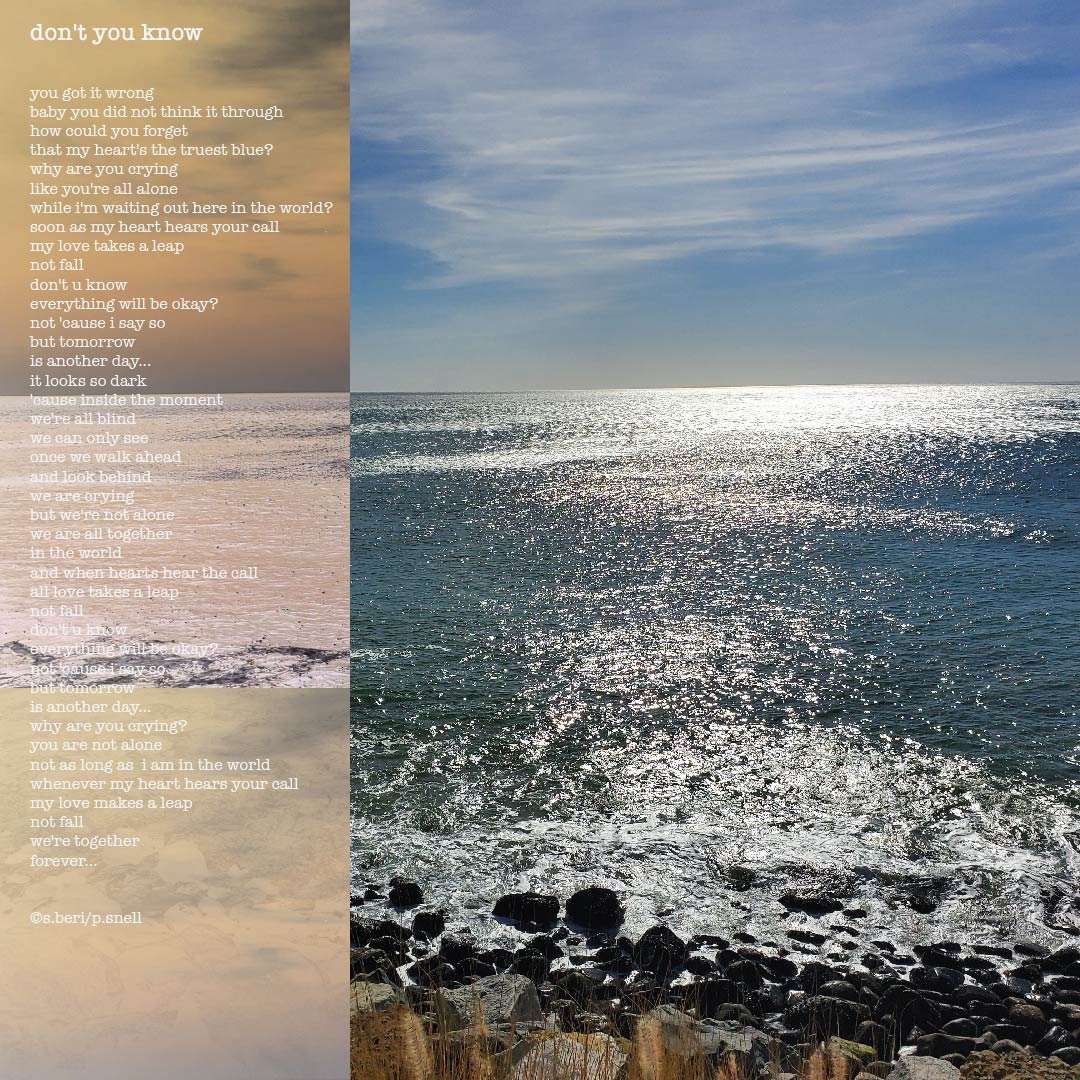 don't you know
you got it wrong
baby you did not think it through
how could you forget
that my heart's the truest blue?
why are you crying
like you're all alone
while i'm waiting out here in the world?
soon as my heart hears your call
my love takes a leap
not fall
don't u know
everything will be okay?
not 'cause i say so
but tomorrow
is another day...
it looks so dark
'cause inside the moment
we're all blind
we can only see
once we walk ahead
and look behind
we are crying
but we're not alone
we are all together
in the world
and when hearts hear the call
all love takes a leap
not fall
don't u know
everything will be okay?
not 'cause i say so
but tomorrow
is another day...
why are you crying?
you are not alone
not as long as  i am in the world
whenever my heart hears your call
my love makes a leap
not fall
we're together
forever...
©s.beri/p.snell